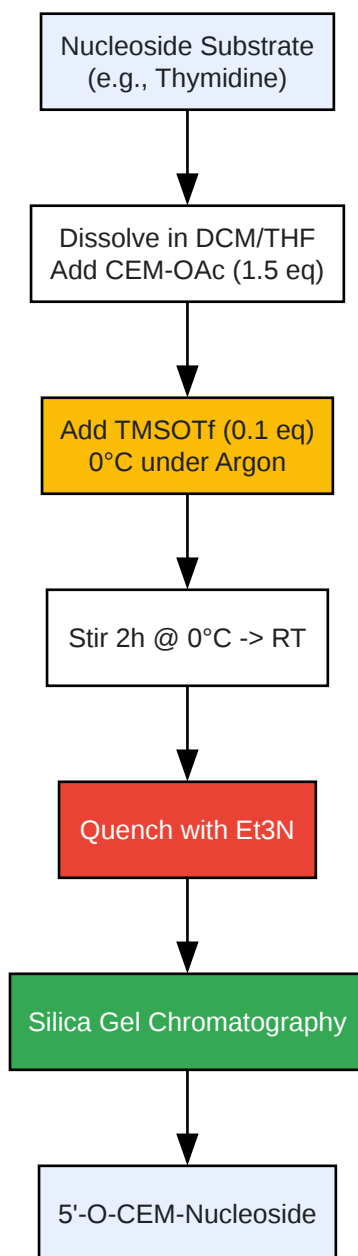 Nucleoside Substrate
(e.g., Thymidine)
Dissolve in DCM/THF
Add CEM-OAc (1.5 eq)
Add TMSOTf (0.1 eq)
0°C under Argon
Stir 2h @ 0°C -> RT
Quench with Et3N
Silica Gel Chromatography
5'-O-CEM-Nucleoside